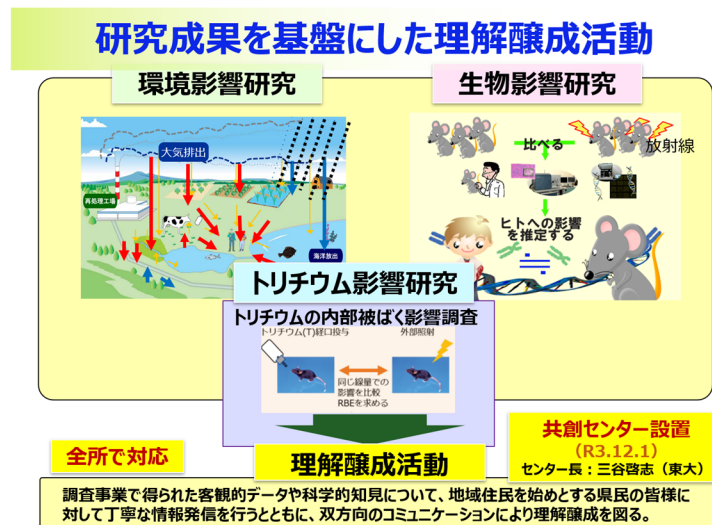 研究成果を基盤にした理解醸成活動
環境影響研究
生物影響研究
大気排出
再処理工場
海洋放出
比べる
放射線
ヒトへの影響
を推定する
トリチウム影響研究
トリチウムの内部被ばく影響調査
トリチウム(T)経口投与
外部照射
同じ線量での
影響を比較
RBEを求める
全所で対応
理解醸成活動
共創センター設置
（R3.12.1）
センター長：三谷啓志（東大）
調査事業で得られた客観的データや科学的知見について、地域住民を始めとする県民の皆様に
対して丁寧な情報発信を行うとともに、双方向のコミュニケーションにより理解醸成を図る。